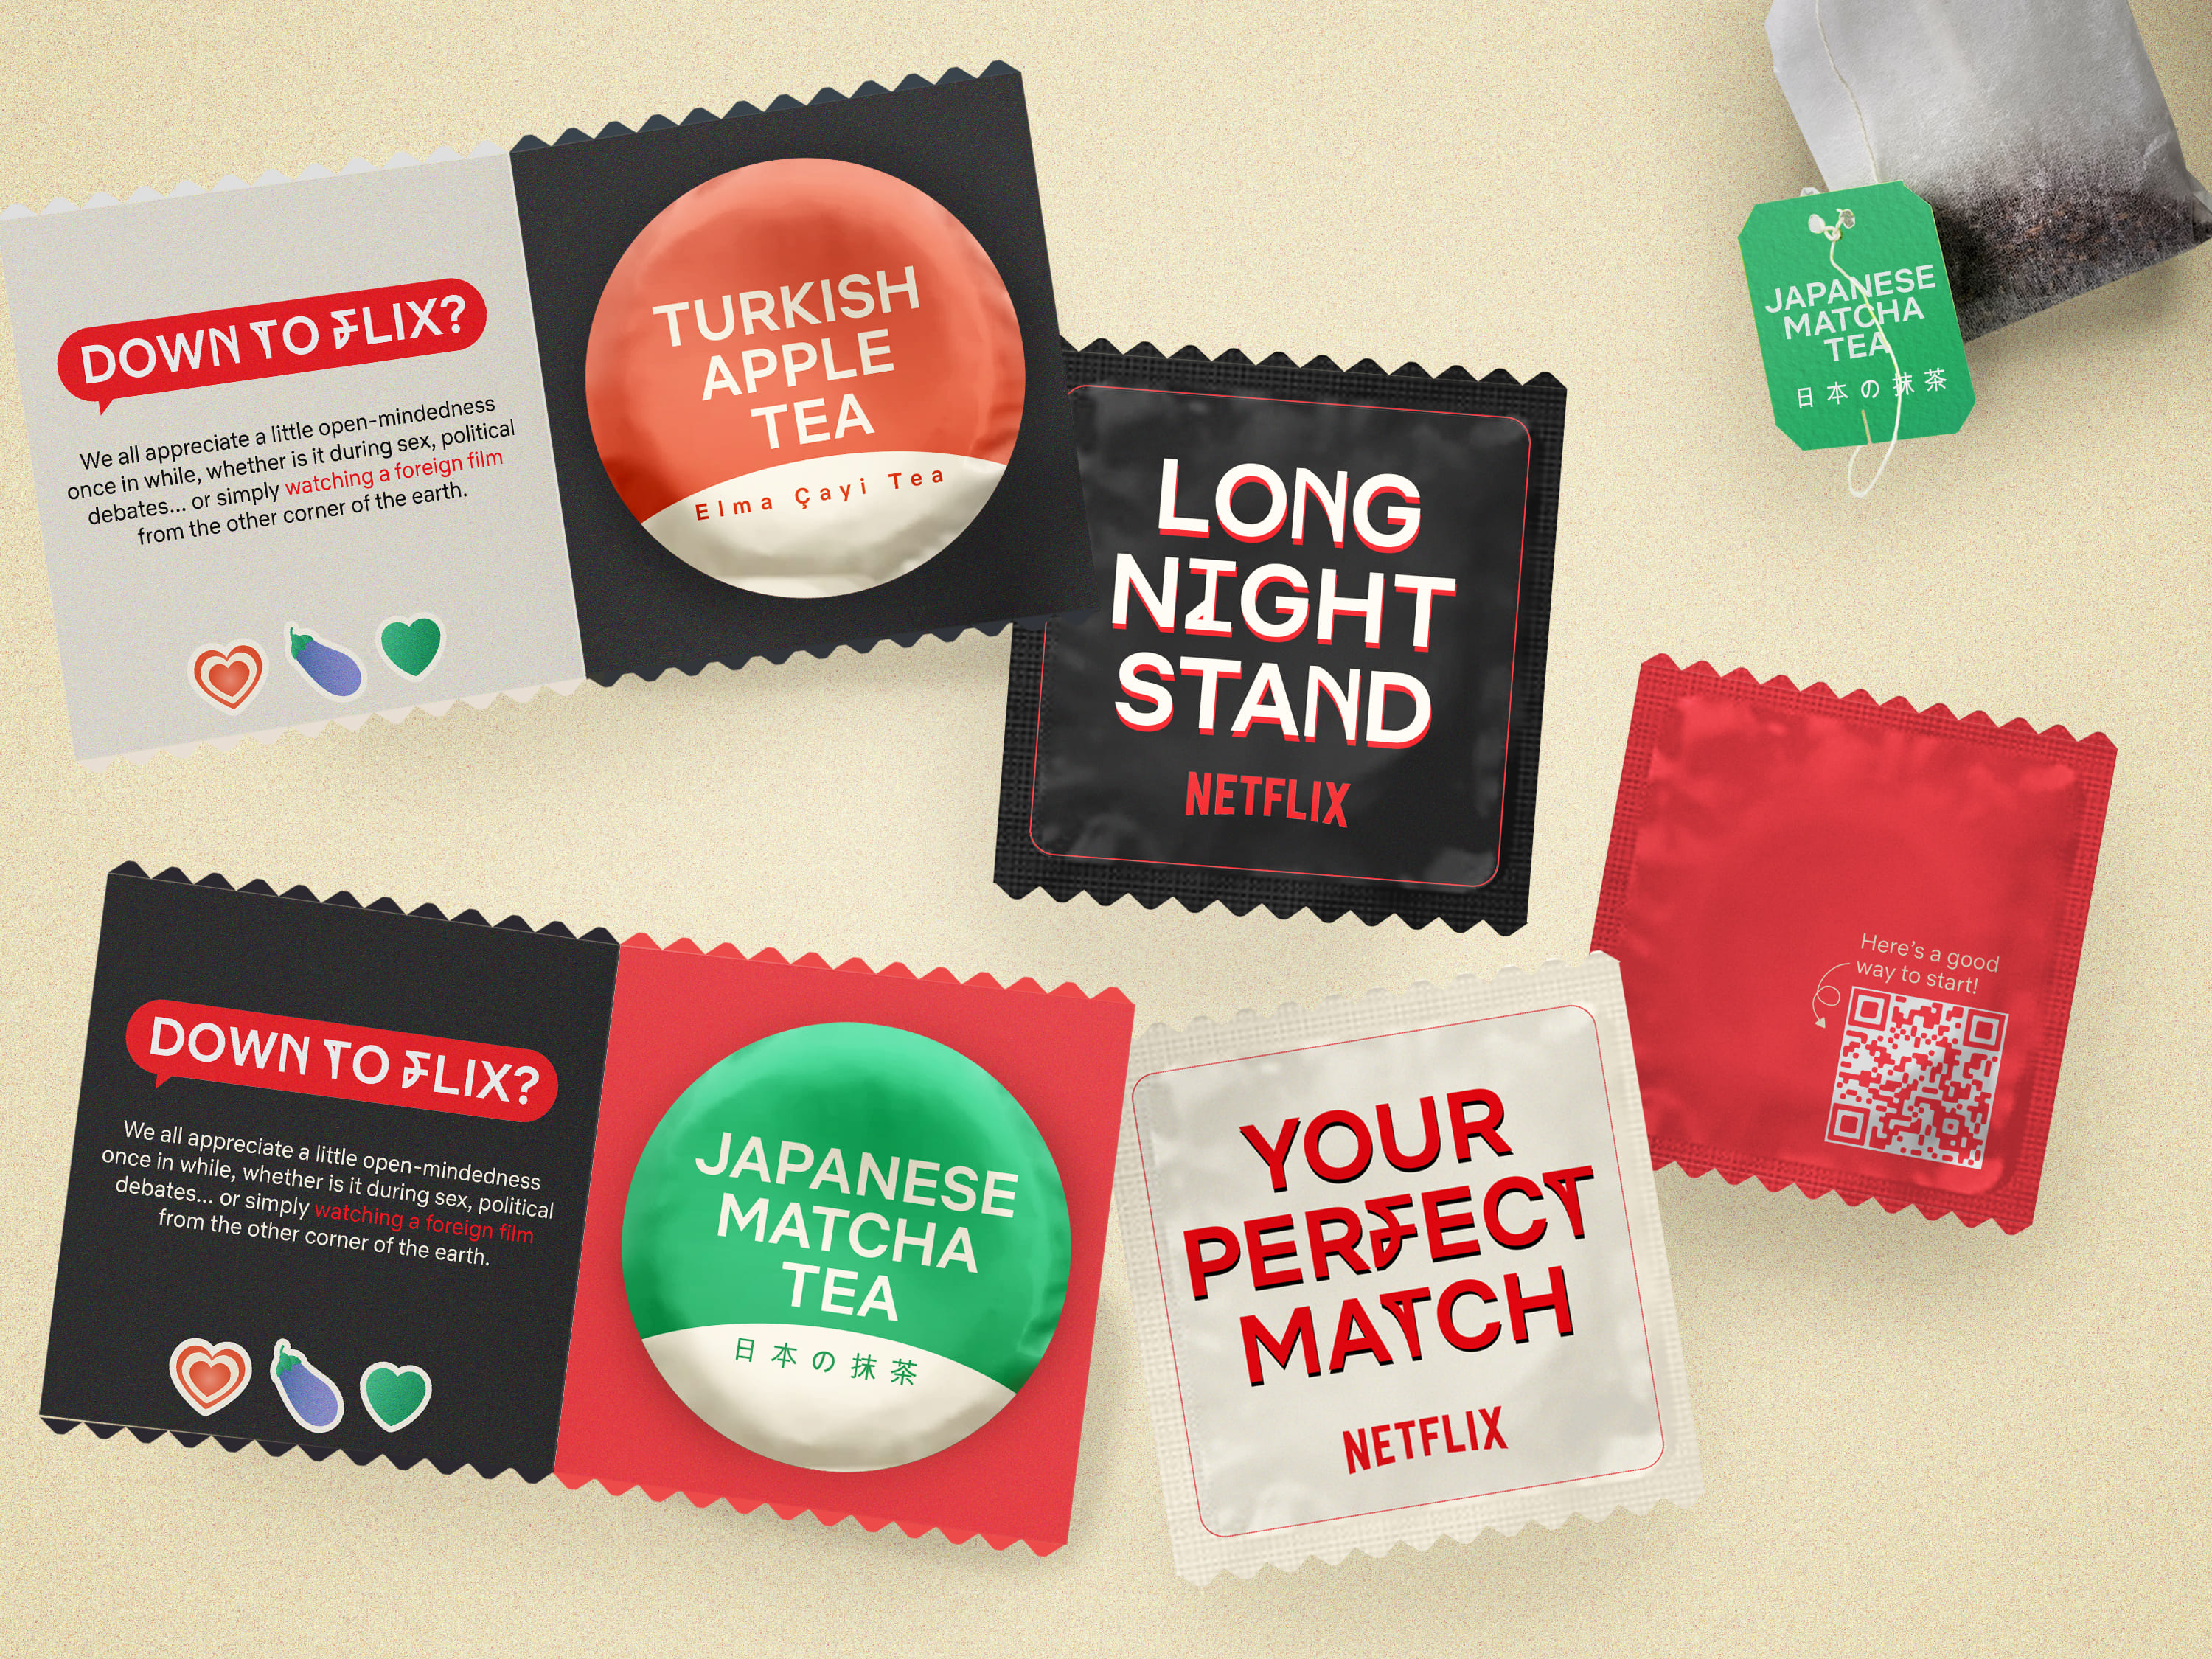 DOWN TO FLIX?
We all appreciate a little open-mindedness
once in while, whether is it during sex, political
debates... or simply watching a foreign film
from the other corner of the earth.
TURKISH
APPLE
TEA
Elma Çayi Tea
LONG
NIGHT
STAND
NETFLIX
JAPANESE
MATCHA
TEA
日本の抹茶
Here's a good
way to start!
DOWN TO FLIX?
We all appreciate a little open-mindedness
once in while, whether is it during sex, political
debates... or simply watching a foreign film
from the other corner of the earth.
JAPANESE
MATCHA
TEA
日本の抹茶
YOUR
PERFECT
MATCH
NETFLIX